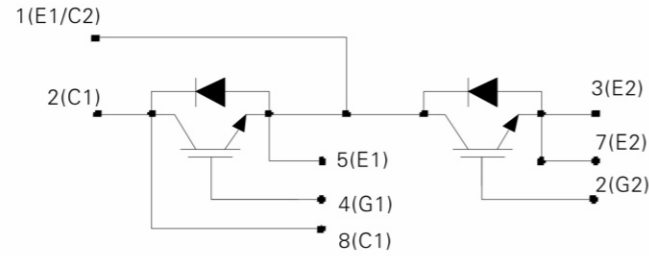 1(E1/C2)
2(C1)
3(E2)
7(E2)
5(E1)
2(G2)
4(G1)
8(C1)